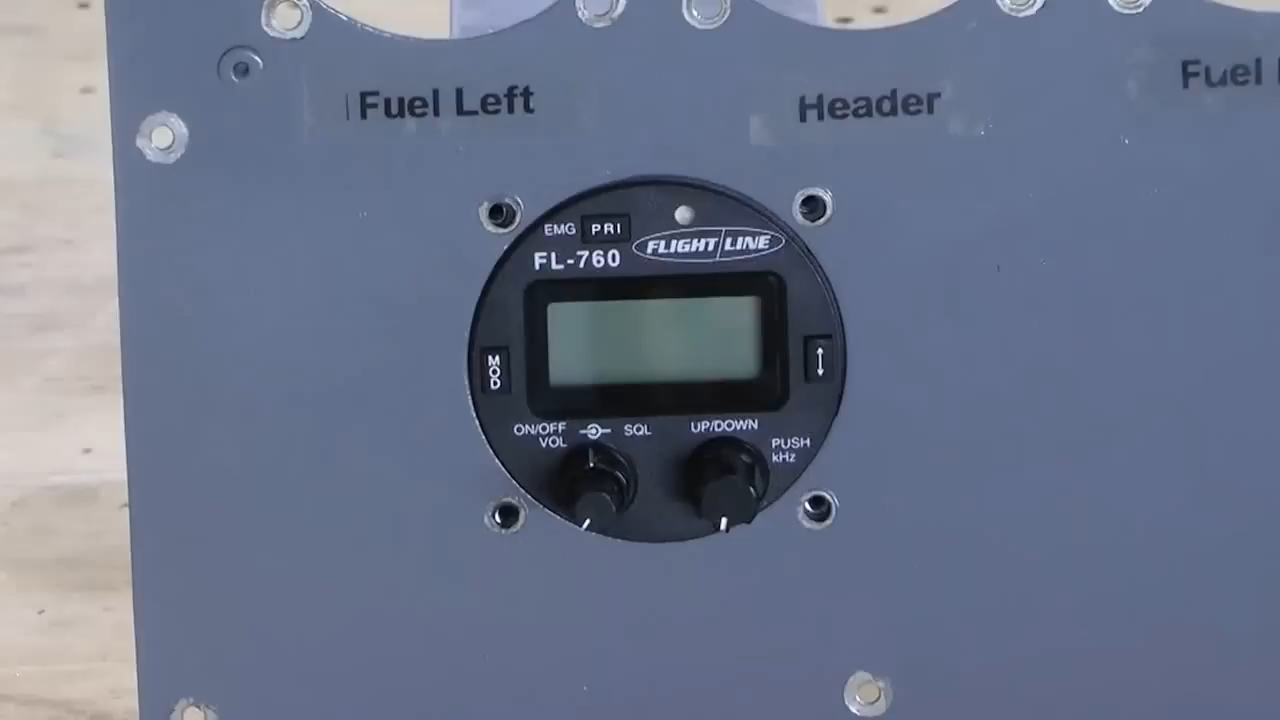 Fuel Left
Header
Fuel
EMG PRI
FLIGHT LINE
FL-760
MOD
ON/OFF
VOL
SQL
UP/DOWN
PUSH
kHz